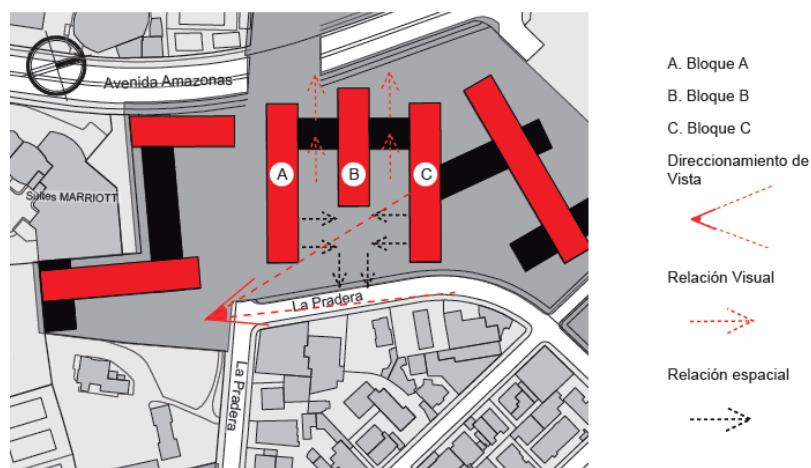 Avenida Amazonas
A
B
C
Suites MARRIOTT
La Pradera
La Pradera
A. Bloque A
B. Bloque B
C. Bloque C
Direccionamiento de
Vista
Relación Visual
Relación espacial